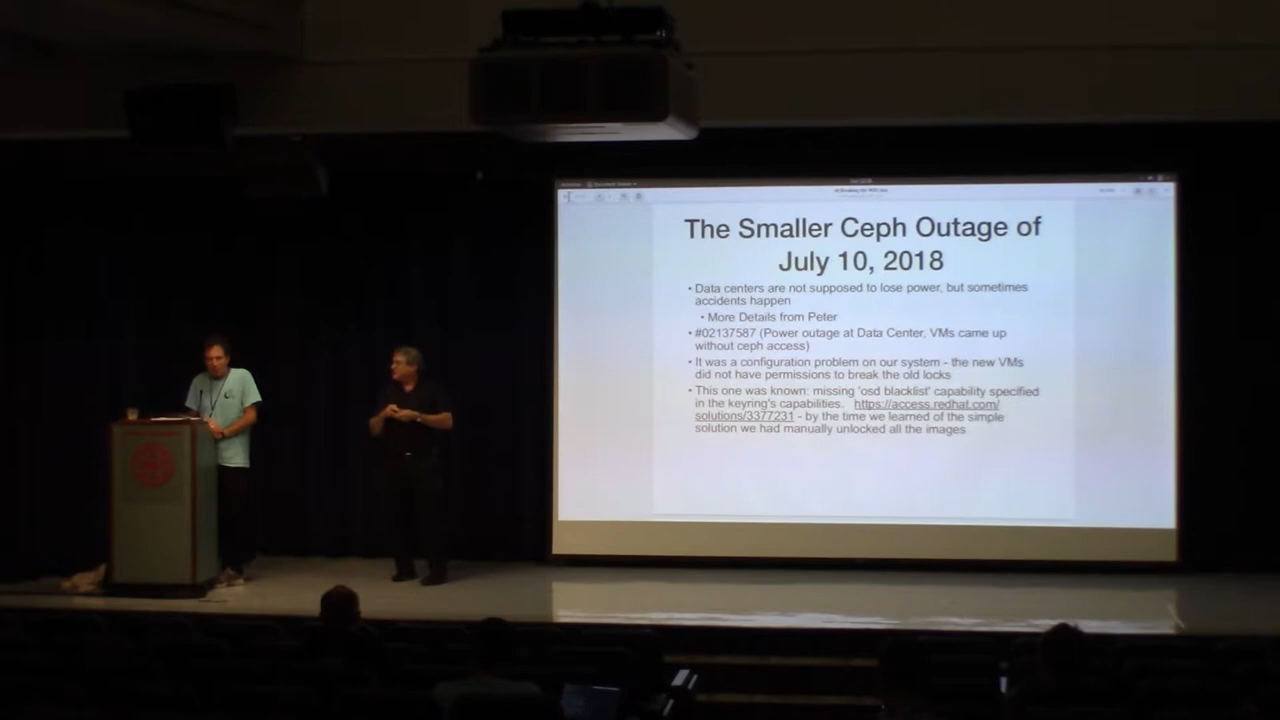 The Smaller Ceph Outage of
July 10, 2018
• Data centers are not supposed to lose power, but sometimes
accidents happen
• More Details from Peter
• #02137587 (Power outage at Data Center, VMs came up
without ceph access)
• It was a configuration problem on our system - the new VMs
did not have permissions to break the old locks
• This one was known: missing 'osd blacklist' capability specified
in the keyring's capabilities. https://access.redhat.com/
solutions/3377231 - by the time we learned of the simple
solution we had manually unlocked all the images